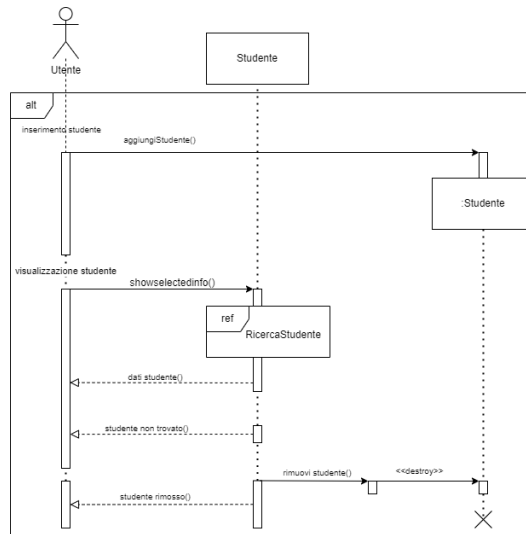 Utente
Studente
alt
inserimento studente
aggiungiStudente()
:Studente
visualizzazione studente
showselectedinfo()
ref
RicercaStudente
dati studente()
studente non trovato()
rimuovi studente()
<<destroy>>
studente rimosso()